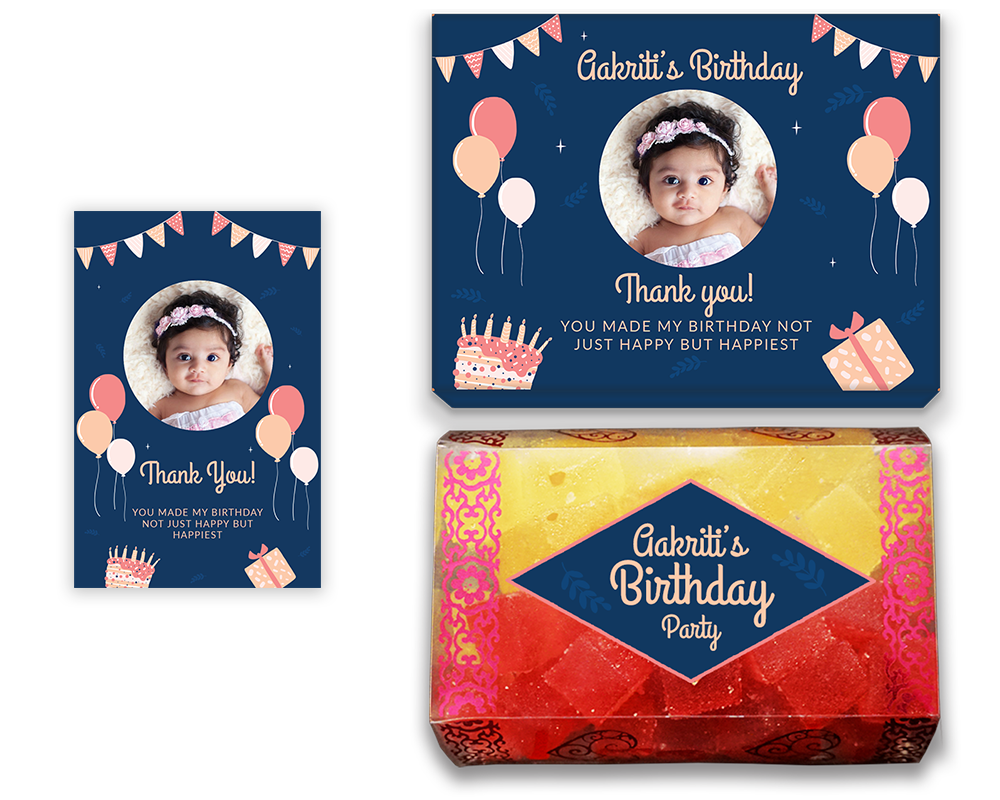 Aakriti's Birthday
Thank you!
YOU MADE MY BIRTHDAY NOT
JUST HAPPY BUT HAPPIEST
Thank You!
YOU MADE MY BIRTHDAY
NOT JUST HAPPY BUT
HAPPIEST
Aakriti's
Birthday
Party